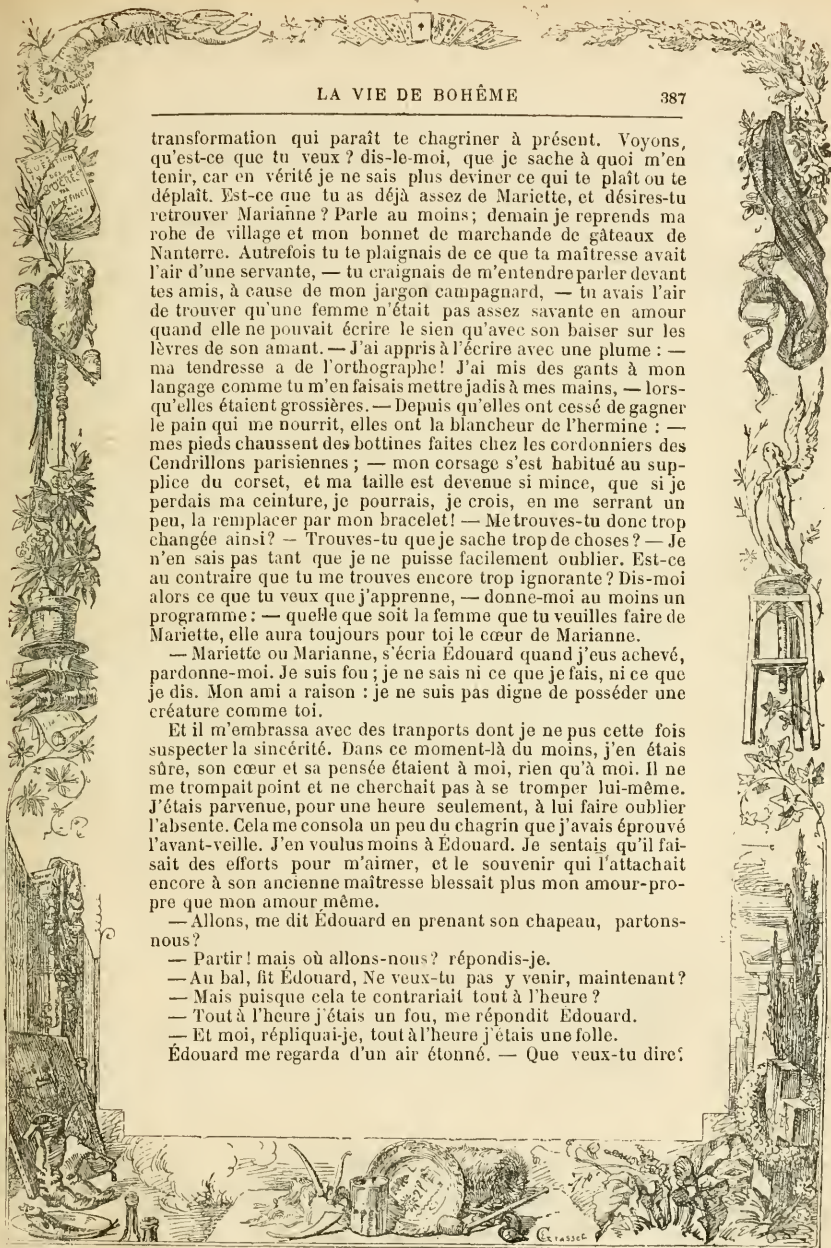 LA VIE DE BOHÊME 387
transformation qui paraît te chagriner à présent. Voyons,
qu'est-ce que tu veux ? dis-le-moi, que je sache à quoi m'en
tenir, car en vérité je ne sais plus deviner ce qui te plaît ou te
déplaît. Est-ce que tu as déjà assez de Mariette, et désires-tu
retrouver Marianne ? Parle au moins ; demain je reprends ma
robe de village et mon bonnet de marchande de gâteaux de
Nanterre. Autrefois tu te plaignais de ce que ta maîtresse avait
l'air d'une servante, — tu craignais de m'entendre parler devant
tes amis, à cause de mon jargon campagnard, — tu avais l'air
de trouver qu'une femme n'était pas assez savante en amour
quand elle ne pouvait écrire le sien qu'avec son baiser sur les
lèvres de son amant. — J'ai appris à l'écrire avec une plume : —
ma tendresse a de l'orthographe ! J'ai mis des gants à mon
langage comme tu m'en faisais mettre jadis à mes mains, — lors-
qu'elles étaient grossières. — Depuis qu'elles ont cessé de gagner
le pain qui me nourrit, elles ont la blancheur de l'hermine : —
mes pieds chaussent des bottines faites chez les cordonniers des
Cendrillons parisiennes ; — mon corsage s'est habitué au sup-
plice du corset, et ma taille est devenue si mince, que si je
perdais ma ceinture, je pourrais, je crois, en me serrant un
peu, la remplacer par mon bracelet ! — Me trouves-tu donc trop
changée ainsi ? — Trouves-tu que je sache trop de choses ? — Je
n'en sais pas tant que je ne puisse facilement oublier. Est-ce
au contraire que tu me trouves encore trop ignorante ? Dis-moi
alors ce que tu veux que j'apprenne, — donne-moi au moins un
programme : — quelle que soit la femme que tu veuilles faire de
Mariette, elle aura toujours pour toi le cœur de Marianne.
— Mariette ou Marianne, s'écria Édouard quand j'eus achevé,
pardonne-moi. Je suis fou ; je ne sais ni ce que je fais, ni ce que
je dis. Mon ami a raison : je ne suis pas digne de posséder une
créature comme toi.
Et il m'embrassa avec des tranports dont je ne pus cette fois
suspecter la sincérité. Dans ce moment-là du moins, j'en étais
sûre, son cœur et sa pensée étaient à moi, rien qu'à moi. Il ne
me trompait point et ne cherchait pas à se tromper lui-même.
J'étais parvenue, pour une heure seulement, à lui faire oublier
l'absente. Cela me consola un peu du chagrin que j'avais éprouvé
l'avant-veille. J'en voulus moins à Édouard. Je sentais qu'il fai-
sait des efforts pour m'aimer, et le souvenir qui l'attachait
encore à son ancienne maîtresse blessait plus mon amour-pro-
pre que mon amour même.
— Allons, me dit Édouard en prenant son chapeau, partons-
nous ?
— Partir ! mais où allons-nous ? répondis-je.
— Au bal, fit Édouard, Ne veux-tu pas y venir, maintenant ?
— Mais puisque cela te contrariait tout à l'heure ?
— Tout à l'heure j'étais un fou, me répondit Édouard.
— Et moi, répliquai-je, tout à l'heure j'étais une folle.
Édouard me regarda d'un air étonné. — Que veux-tu dire?